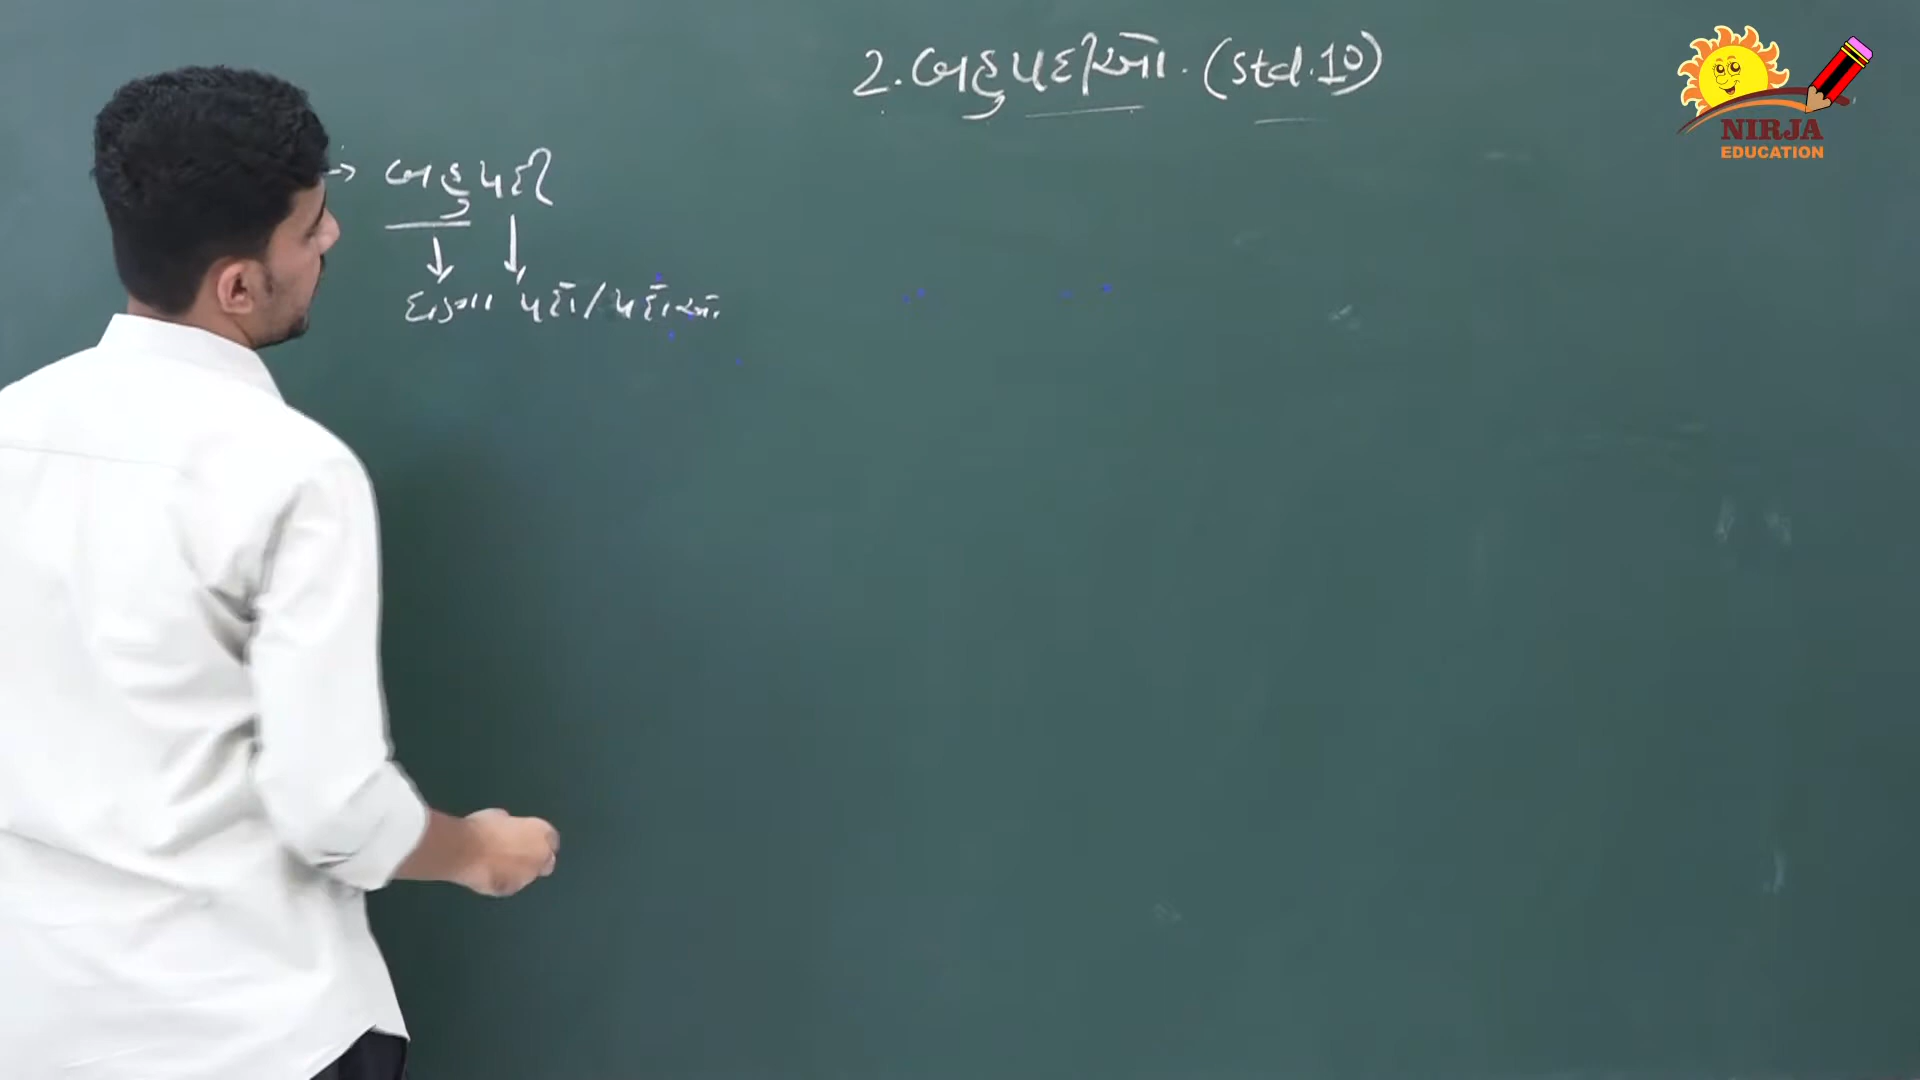 2. બહુપદીઓ. (Std.10)
NIRJA
EDUCATION
→ બહુપદી
↓ ↓
ઘણા પદો/પદોઓ